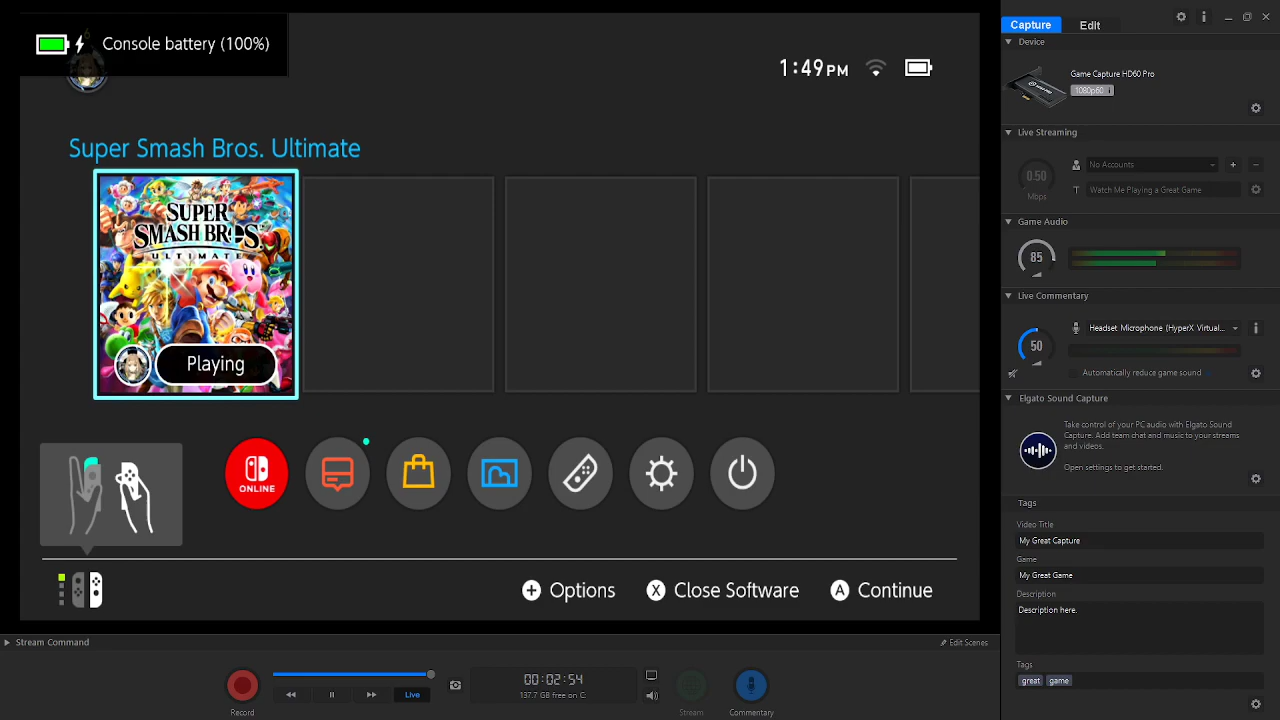 Console battery (100%)
1:49 PM
Super Smash Bros. Ultimate
SUPER
SMASH BROS.
ULTIMATE
Playing
ONLINE
Options
X Close Software
A Continue
Capture
Edit
Device
Game Capture HD60 Pro
1080p60
Live Streaming
0.50
Mbps
No Accounts
Watch Me Playing a Great Game
Game Audio
85
Live Commentary
50
Headset Microphone (HyperX Virtual...
Automatically reduce game sound
Elgato Sound Capture
Take control of your PC audio with Elgato
Sound Capture. Add team chat and music to your streams
and videos.
Open settings to get started.
Tags
Video Title
My Great Capture
Game
My Great Game
Description
Description here.
Tags
great game
Stream Command
Edit Scenes
Record
Live
00:02:54
137.7 GB free on C:
Stream
Commentary